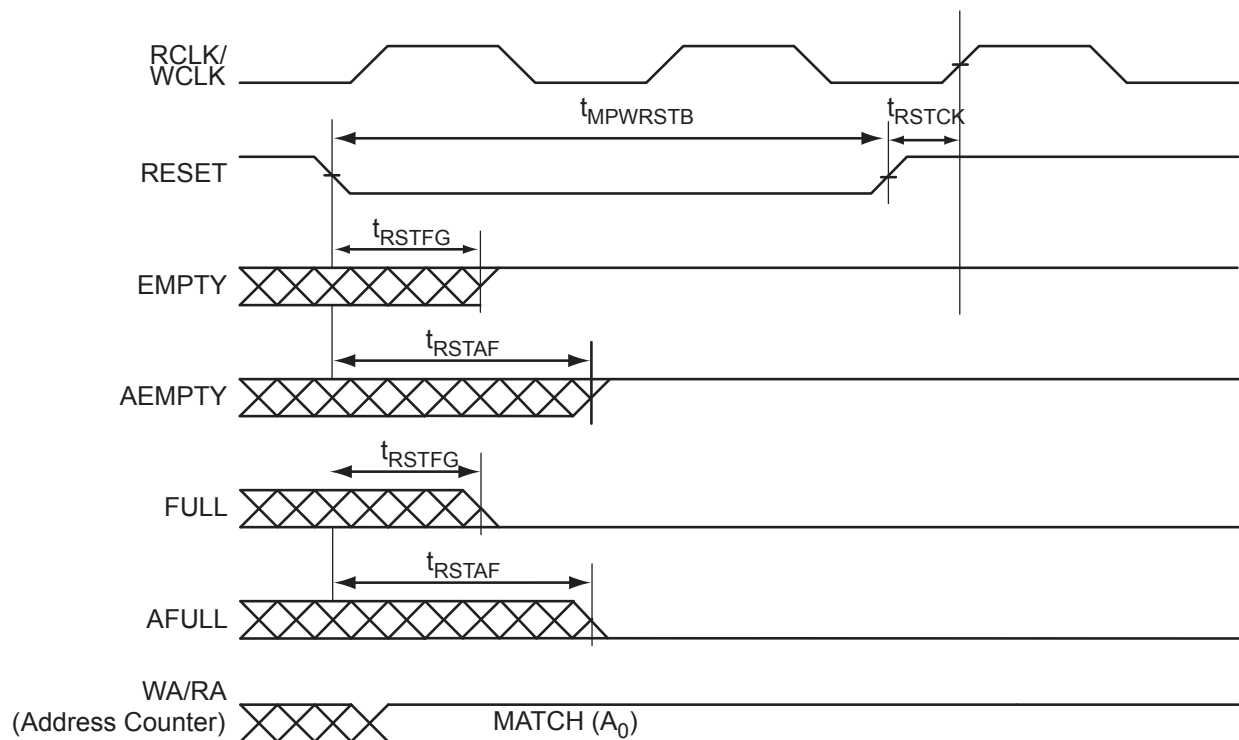 RCLK/
WCLK
tMPWRSTB
tRSTCK
RESET
tRSTFG
EMPTY
tRSTAF
AEMPTY
tRSTFG
FULL
tRSTAF
AFULL
WA/RA
(Address Counter)
MATCH (A0)